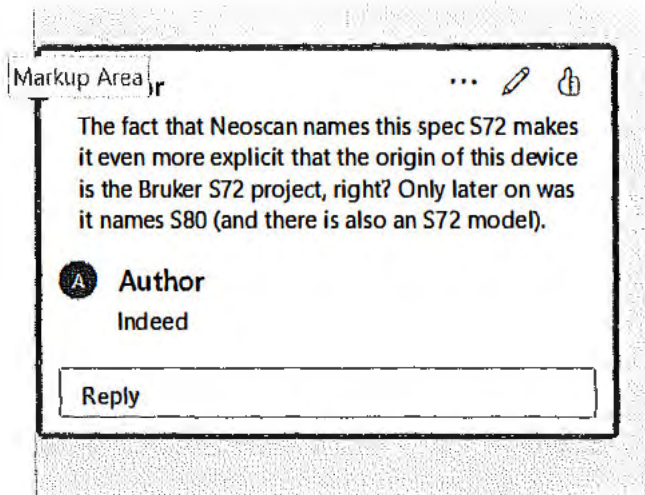 Markup Area
r
...
The fact that Neoscan names this spec S72 makes
it even more explicit that the origin of this device
is the Bruker S72 project, right? Only later on was
it names S80 (and there is also an S72 model).
A Author
Indeed
Reply